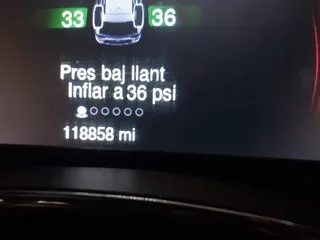 33 36
Pres baj llant
Inflar a 36 psi
118858 mi